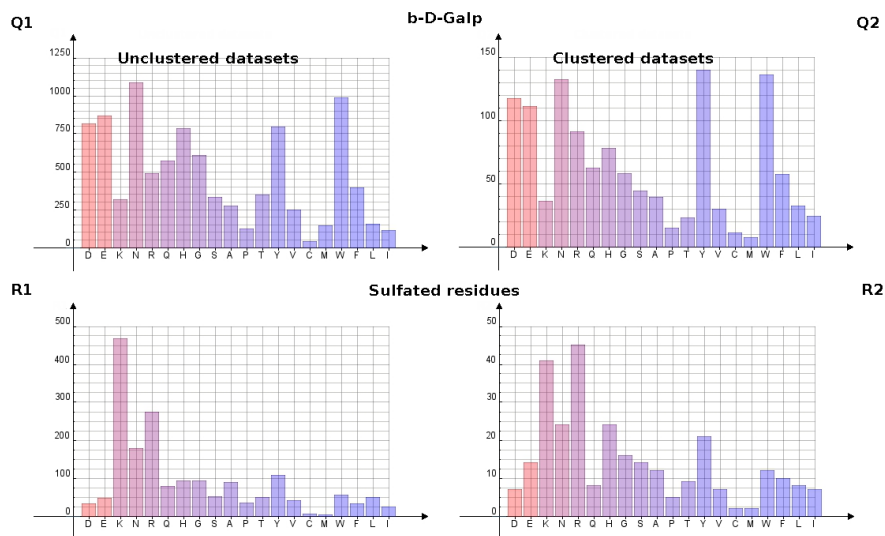 Q1 b-D-Galp Q2
Unclustered datasets
1250
1000
750
500
250
0
D E K N R Q H G S A P T Y V C M W F L I
Clustered datasets
150
100
50
0
D E K N R Q H G S A P T Y V C M W F L I
R1 Sulfated residues R2
500
400
300
200
100
0
D E K N R Q H G S A P T Y V C M W F L I
50
40
30
20
10
0
D E K N R Q H G S A P T Y V C M W F L I